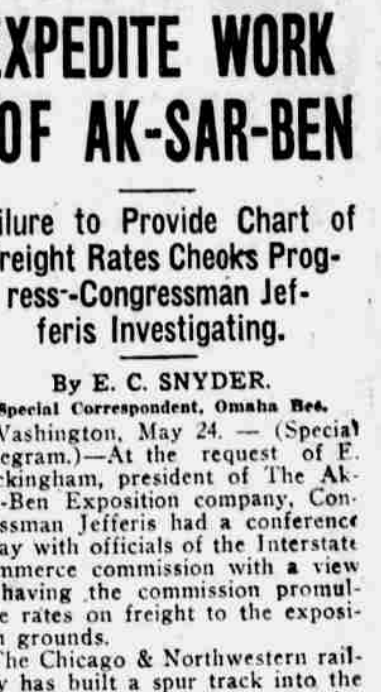 EXPEDITE WORK
OF AK-SAR-BEN
ilure to Provide Chart of
reight Rates Cheoks Prog-
ress--Congressman Jef-
feris Investigating.
By E. C. SNYDER.
Special Correspondent, Omaha Bee.
Washington, May 24. — (Special
egram.)—At the request of E.
ckingham, president of The Ak-
-Ben Exposition company, Con-
ssman Jefferis had a conference
ay with officials of the Interstate
mmerce commission with a view
having the commission promul-
e rates on freight to the exposi-
n grounds.
The Chicago & Northwestern rail-
y has built a spur track into the